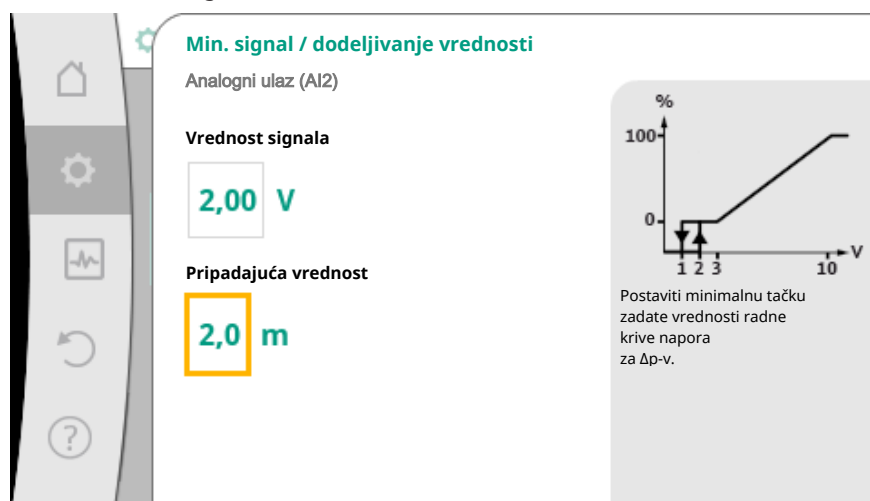 Min. signal / dodeljivanje vrednosti
Analogni ulaz (AI2)
Vrednost signala
2,00 V
Pripadajuća vrednost
2,0 m
%
100
0
1 2 3 10 V
Postaviti minimalnu tačku
zadate vrednosti radne
krive napora
za Δp-v.
?